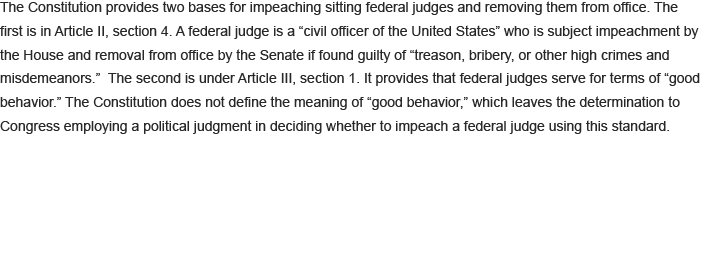 The Constitution provides two bases for impeaching sitting federal judges and removing them from office. The
first is in Article II, section 4. A federal judge is a “civil officer of the United States” who is subject impeachment by
the House and removal from office by the Senate if found guilty of “treason, bribery, or other high crimes and
misdemeanors.”  The second is under Article III, section 1. It provides that federal judges serve for terms of “good
behavior.” The Constitution does not define the meaning of “good behavior,” which leaves the determination to
Congress employing a political judgment in deciding whether to impeach a federal judge using this standard.